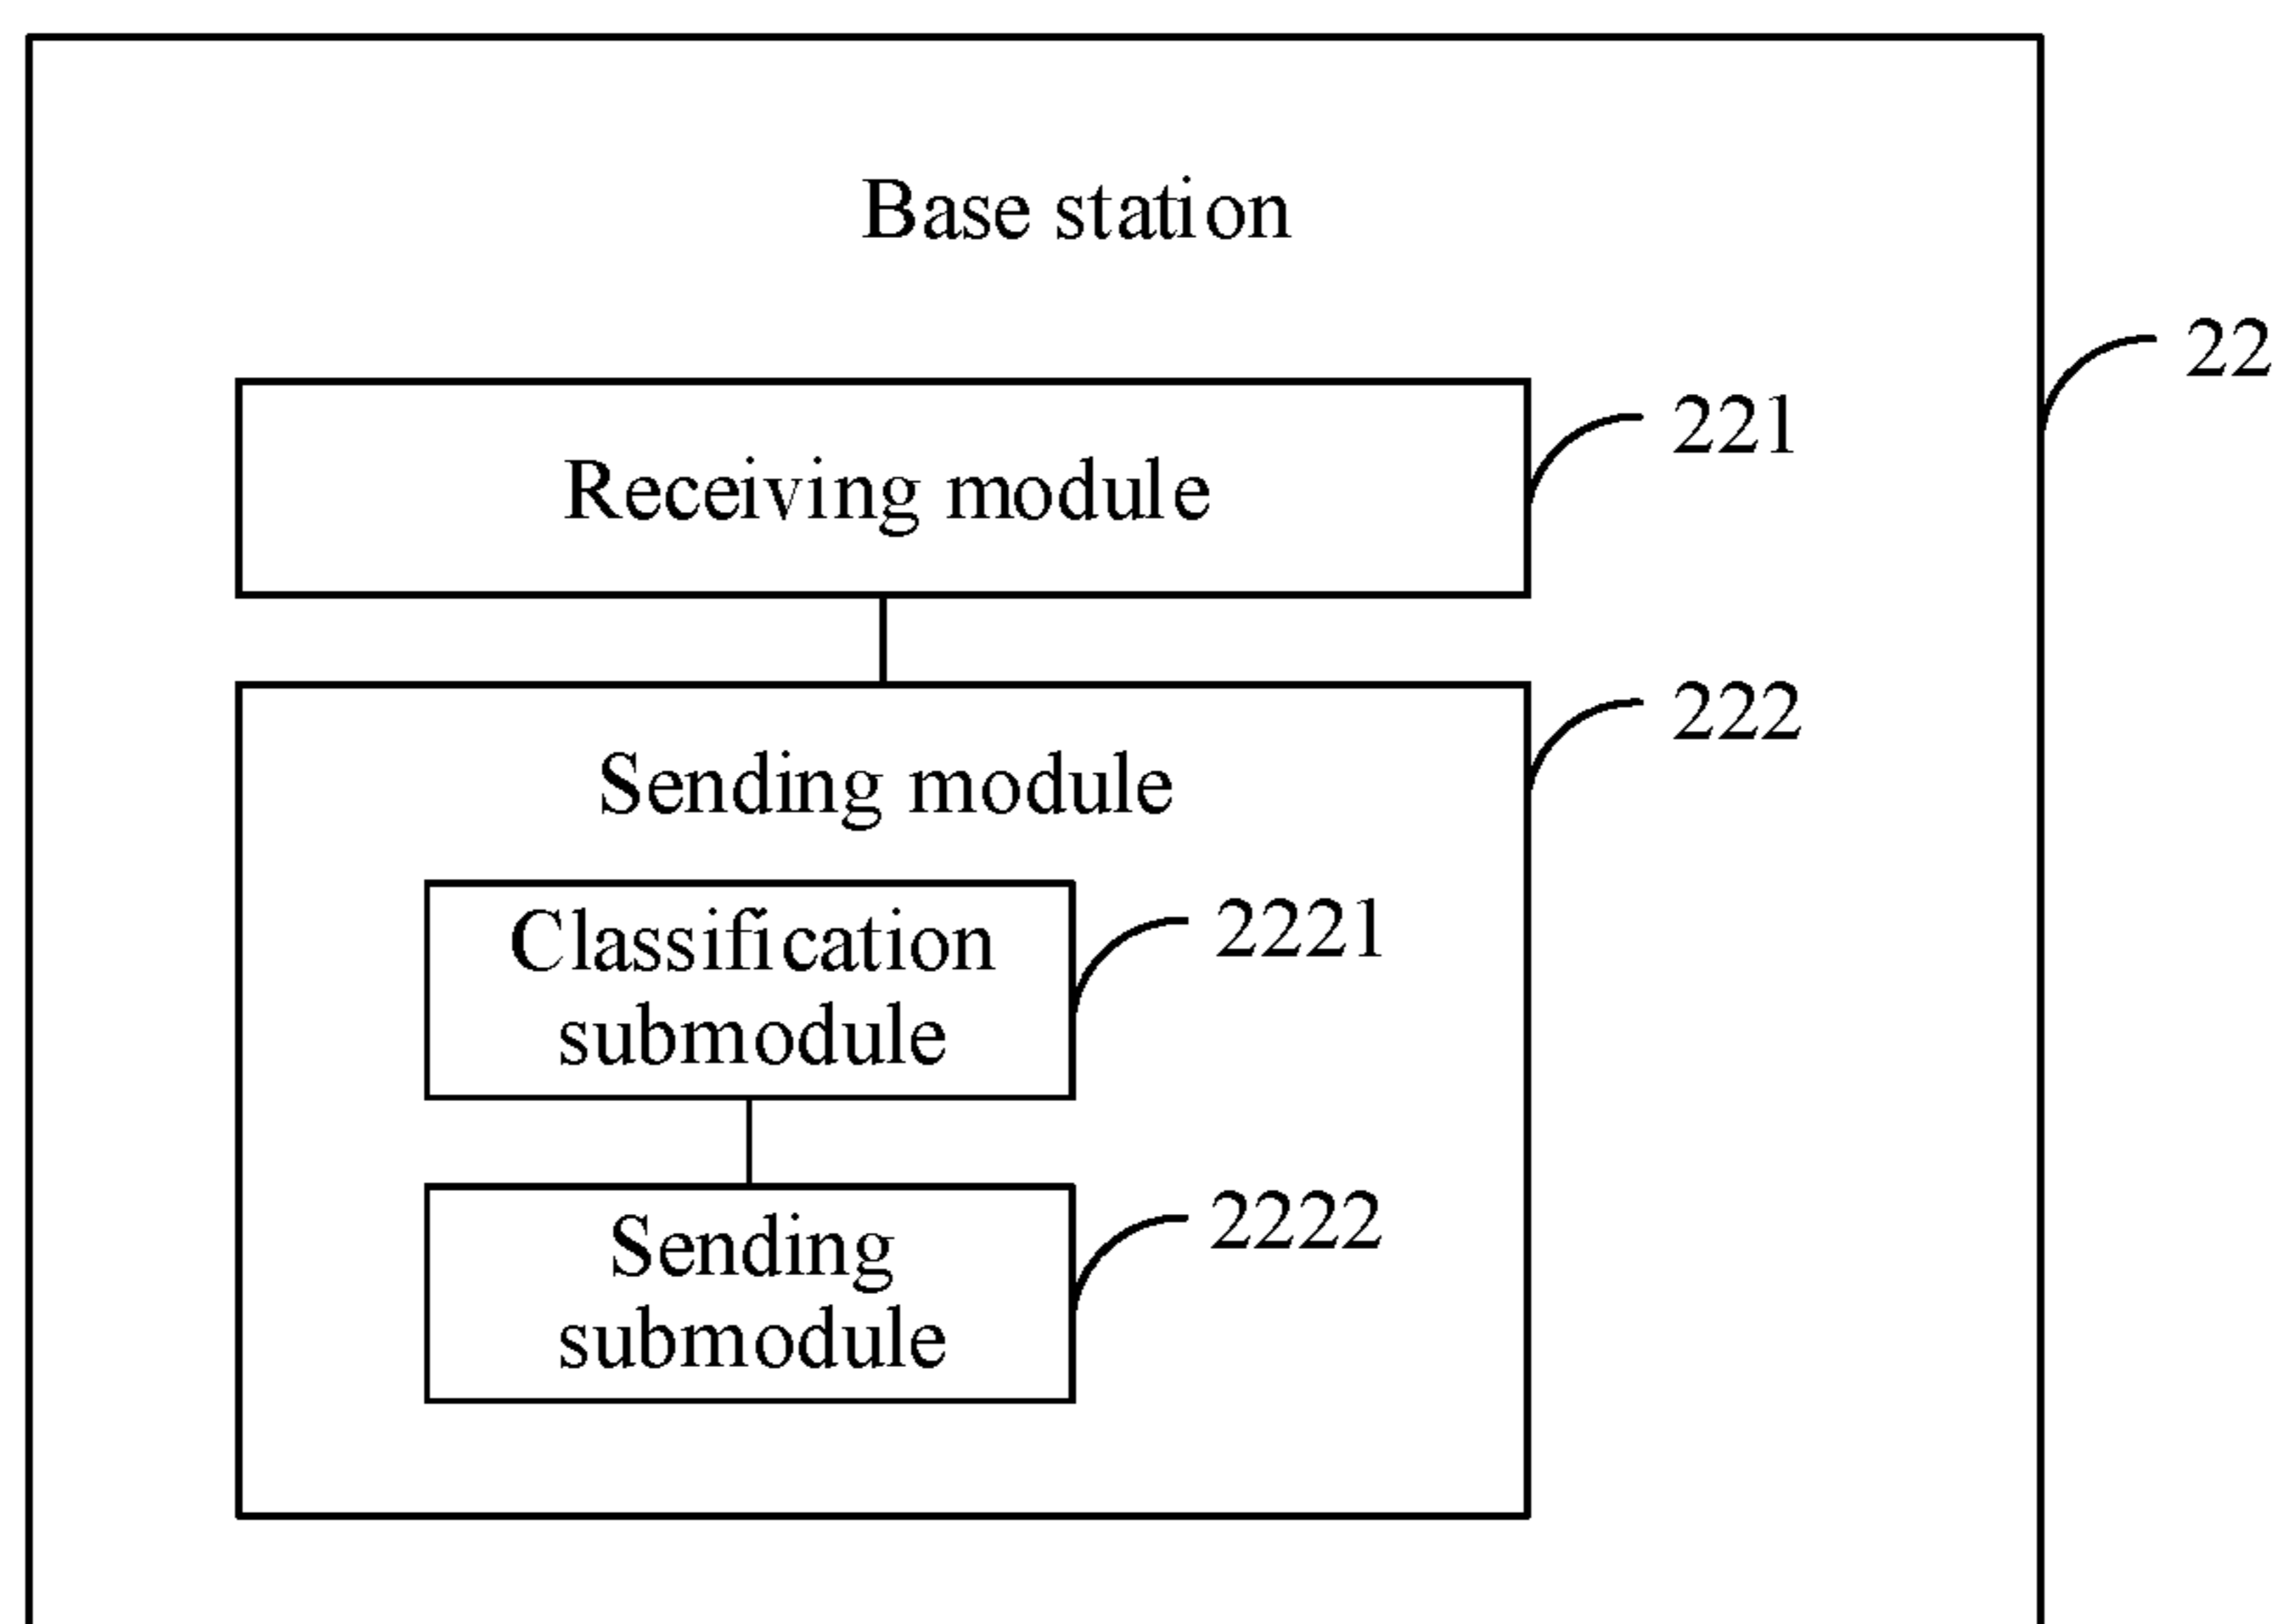 Base station
22
Receiving module
221
Sending module
222
Classification
submodule
2221
Sending
submodule
2222